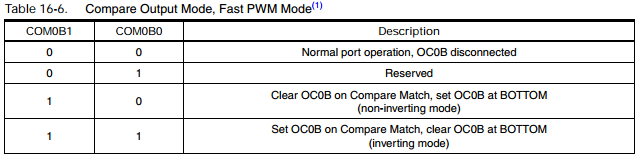 Table 16-6. Compare Output Mode, Fast PWM Mode(1)
COM0B1 COM0B0 Description
0 0 Normal port operation, OC0B disconnected
0 1 Reserved
1 0 Clear OC0B on Compare Match, set OC0B at BOTTOM
(non-inverting mode)
1 1 Set OC0B on Compare Match, clear OC0B at BOTTOM
(inverting mode)